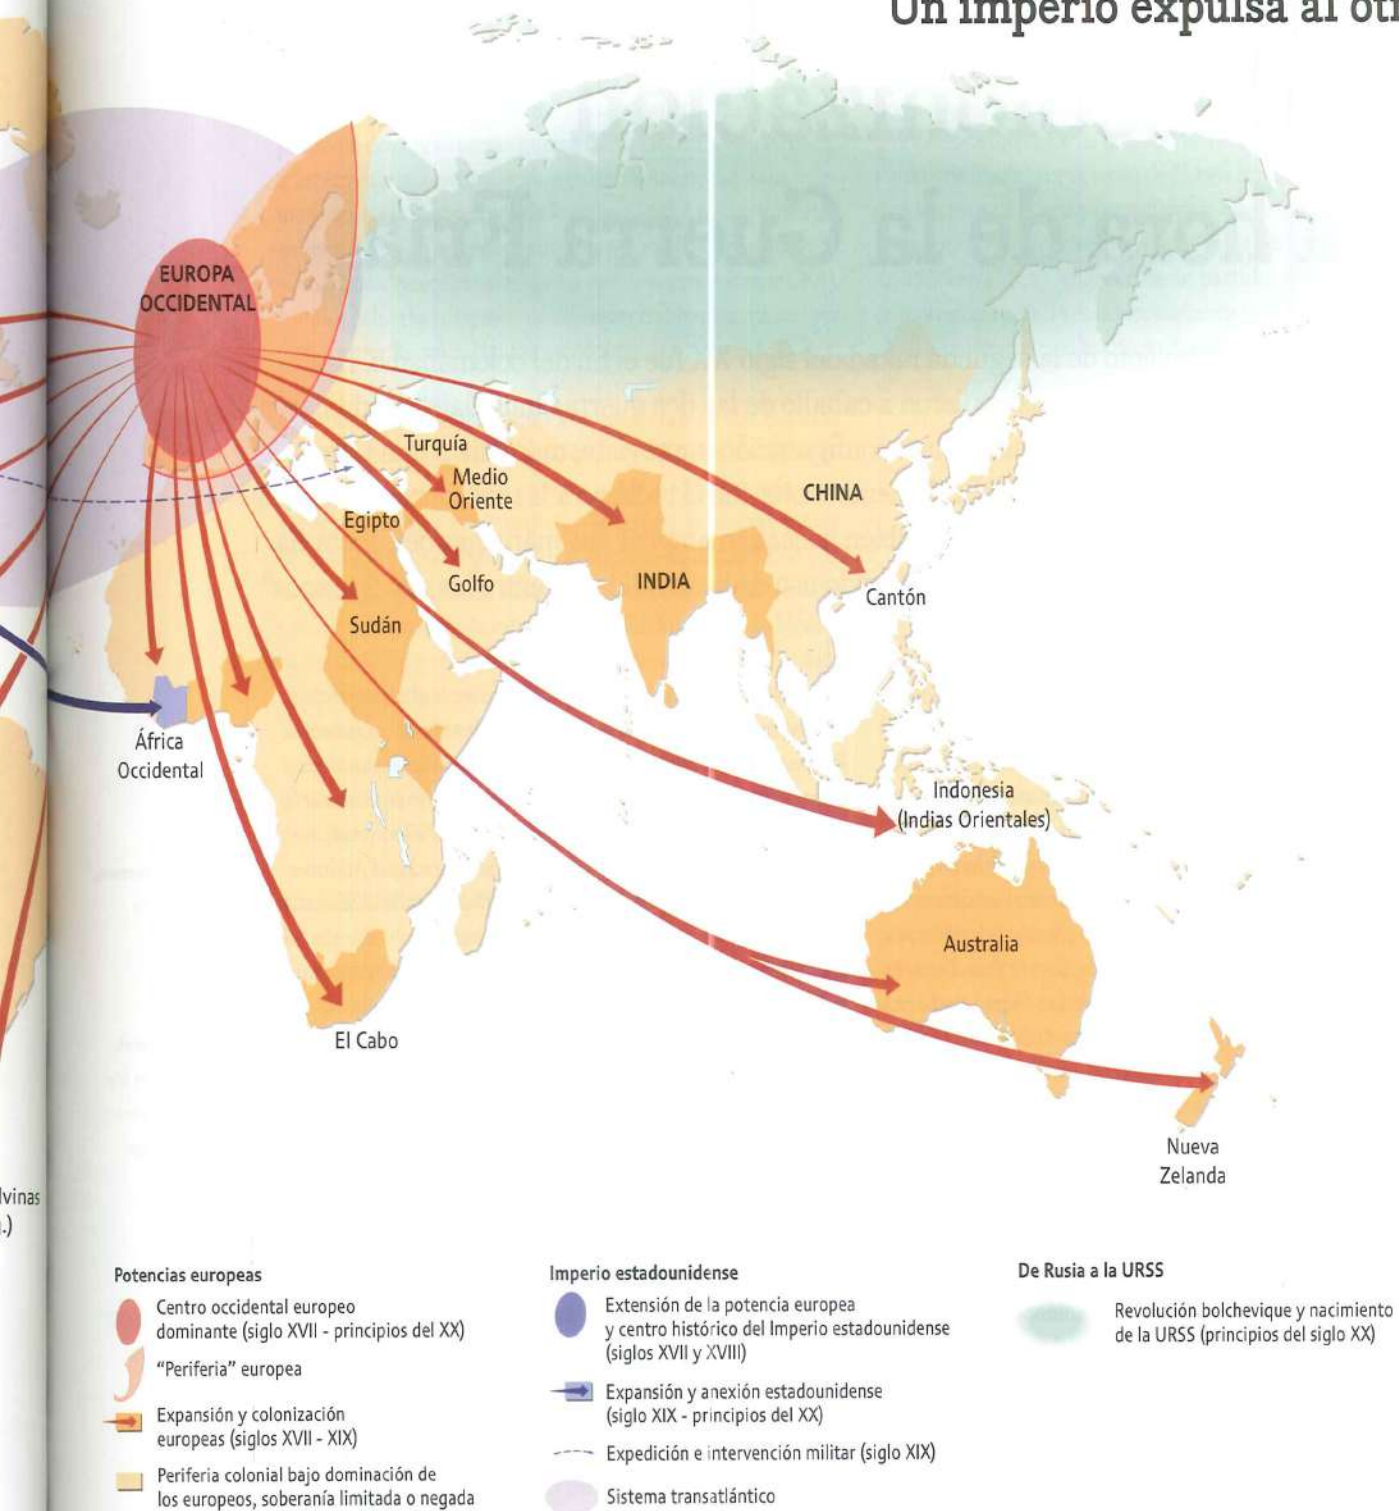 Un imperio expulsa al
EUROPA
OCCIDENTAL
Turquía
Medio
Oriente
CHINA
Egipto
Golfo
INDIA
Cantón
Sudán
África
Occidental
Indonesia
(Indias Orientales)
Australia
El Cabo
Nueva
Zelanda
lvinas
.)
Potencias europeas
Centro occidental europeo
dominante (siglo XVII - principios del XX)
"Periferia" europea
Expansión y colonización
europeas (siglos XVII - XIX)
Periferia colonial bajo dominación de
los europeos, soberanía limitada o negada
Imperio estadounidense
Extensión de la potencia europea
y centro histórico del Imperio estadounidense
(siglos XVII y XVIII)
Expansión y anexión estadounidense
(siglo XIX - principios del XX)
Expedición e intervención militar (siglo XIX)
Sistema transatlántico
De Rusia a la URSS
Revolución bolchevique y nacimiento
de la URSS (principios del siglo XX)